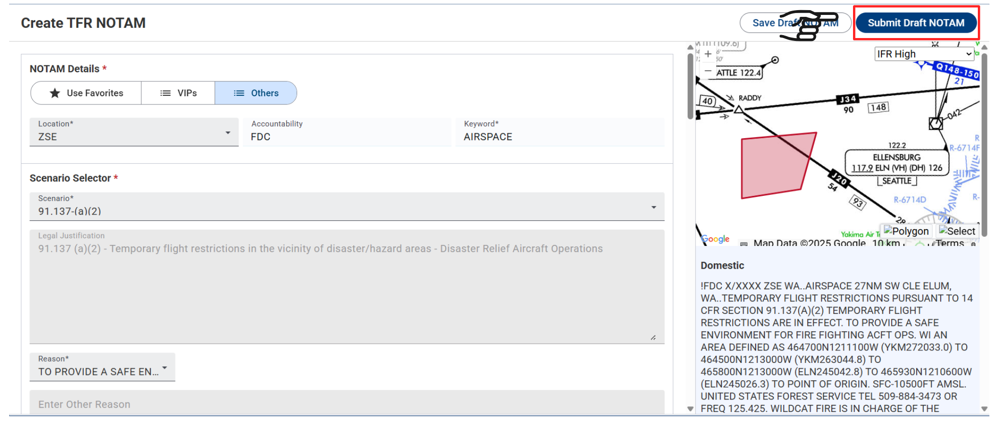 Create TFR NOTAM
Save Draft NOTAM
Submit Draft NOTAM
NOTAM Details *
Use Favorites
VIPs
Others
Location*
ZSE
Accountability
FDC
Keyword*
AIRSPACE
Scenario Selector *
Scenario*
91.137-(a)(2)
Legal Justification
91.137 (a)(2) - Temporary flight restrictions in the vicinity of disaster/hazard areas - Disaster Relief Aircraft Operations
Reason*
TO PROVIDE A SAFE EN...
Enter Other Reason
IFR High
+
−
ATTLE 122.4
Q148-150
21
40
RADDY
J34
90
148
042
122.2
ELLENSBURG
117.9 ELN (VH) (DH) 126
SEATTLE
R-6714F
J20
54
93
R-6714D
R-
28
Yakima Air Tr
Polygon
Select
Google
Map Data ©2025 Google
10 km
Terms
Domestic
!FDC X/XXXX ZSE WA..AIRSPACE 27NM SW CLE ELUM,
WA..TEMPORARY FLIGHT RESTRICTIONS PURSUANT TO 14
CFR SECTION 91.137(A)(2) TEMPORARY FLIGHT
RESTRICTIONS ARE IN EFFECT. TO PROVIDE A SAFE
ENVIRONMENT FOR FIRE FIGHTING ACFT OPS. WI AN
AREA DEFINED AS 464700N1211100W (YKM272033.0) TO
464500N1213000W (YKM263044.8) TO
465800N1213000W (ELN245042.8) TO 465930N1210600W
(ELN245026.3) TO POINT OF ORIGIN. SFC-10500FT AMSL.
UNITED STATES FOREST SERVICE TEL 509-884-3473 OR
FREQ 125.425. WILDCAT FIRE IS IN CHARGE OF THE